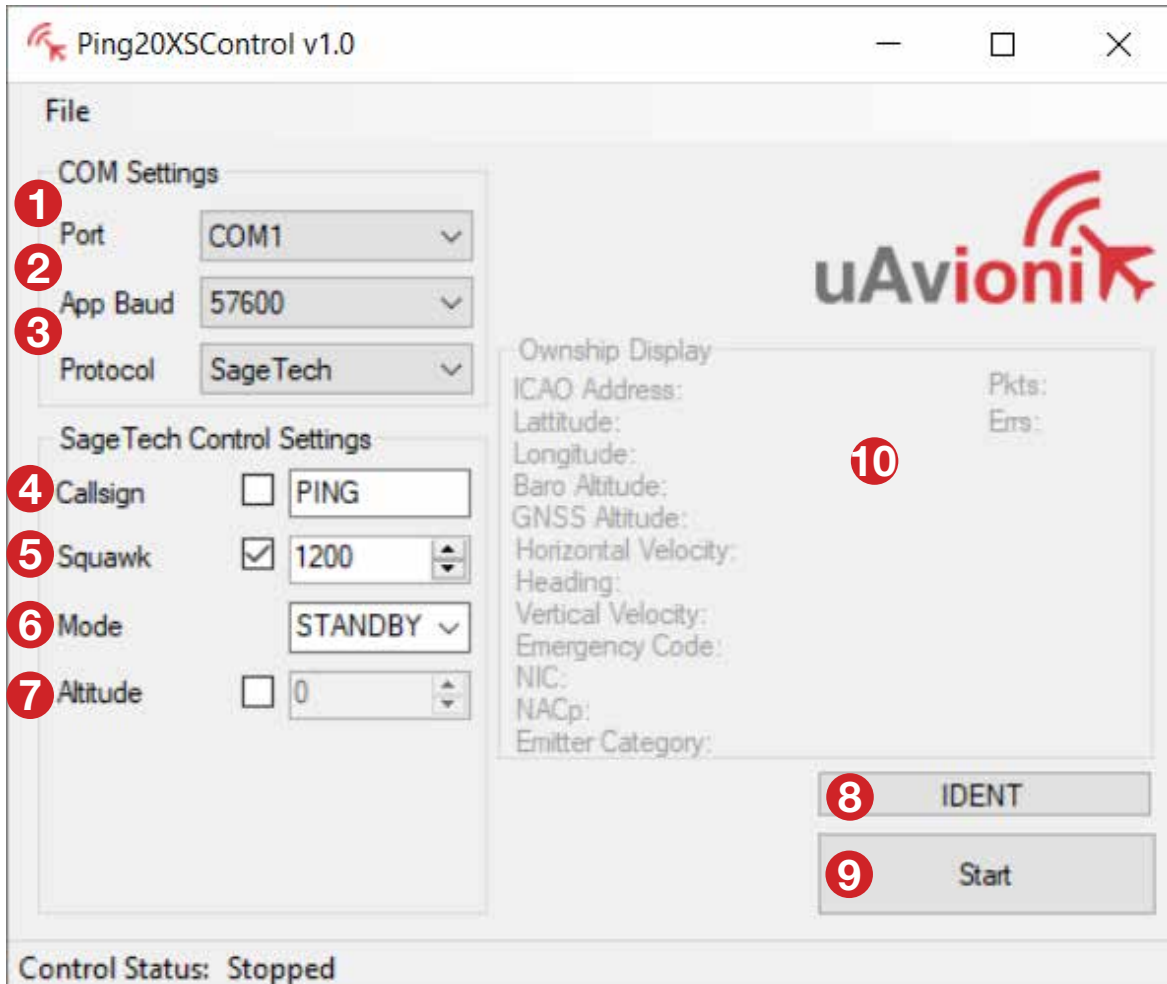 Ping20XSControl v1.0
File
COM Settings
1
Port COM1
2
App Baud 57600
3
Protocol SageTech
uAvionix
Ownship Display
ICAO Address: Pkts:
Lattitude: Errs:
Longitude:
10
Baro Altitude:
GNSS Altitude:
Horizontal Velocity:
Heading:
Vertical Velocity:
Emergency Code:
NIC:
NACp:
Emitter Category:
SageTech Control Settings
4 Callsign PING
5 Squawk 1200
6 Mode STANDBY
7 Altitude 0
8 IDENT
9 Start
Control Status: Stopped